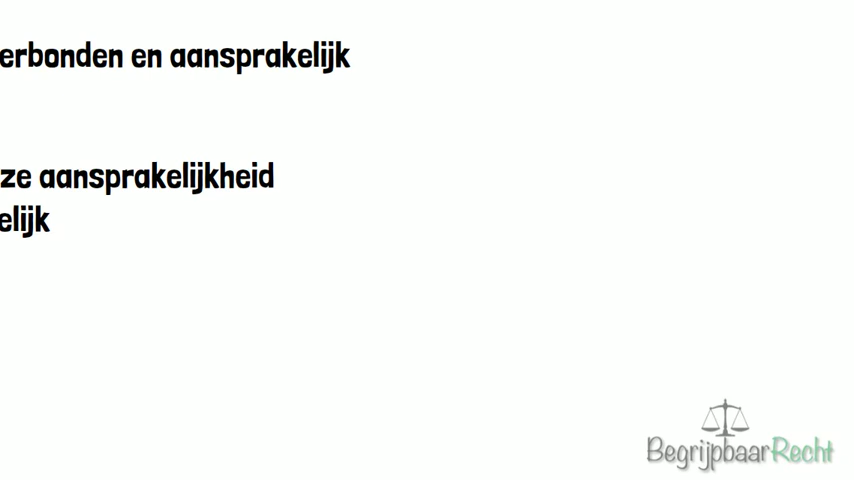 erbonden en aansprakelijk
ze aansprakelijkheid
elijk
BegrijpbaarRecht